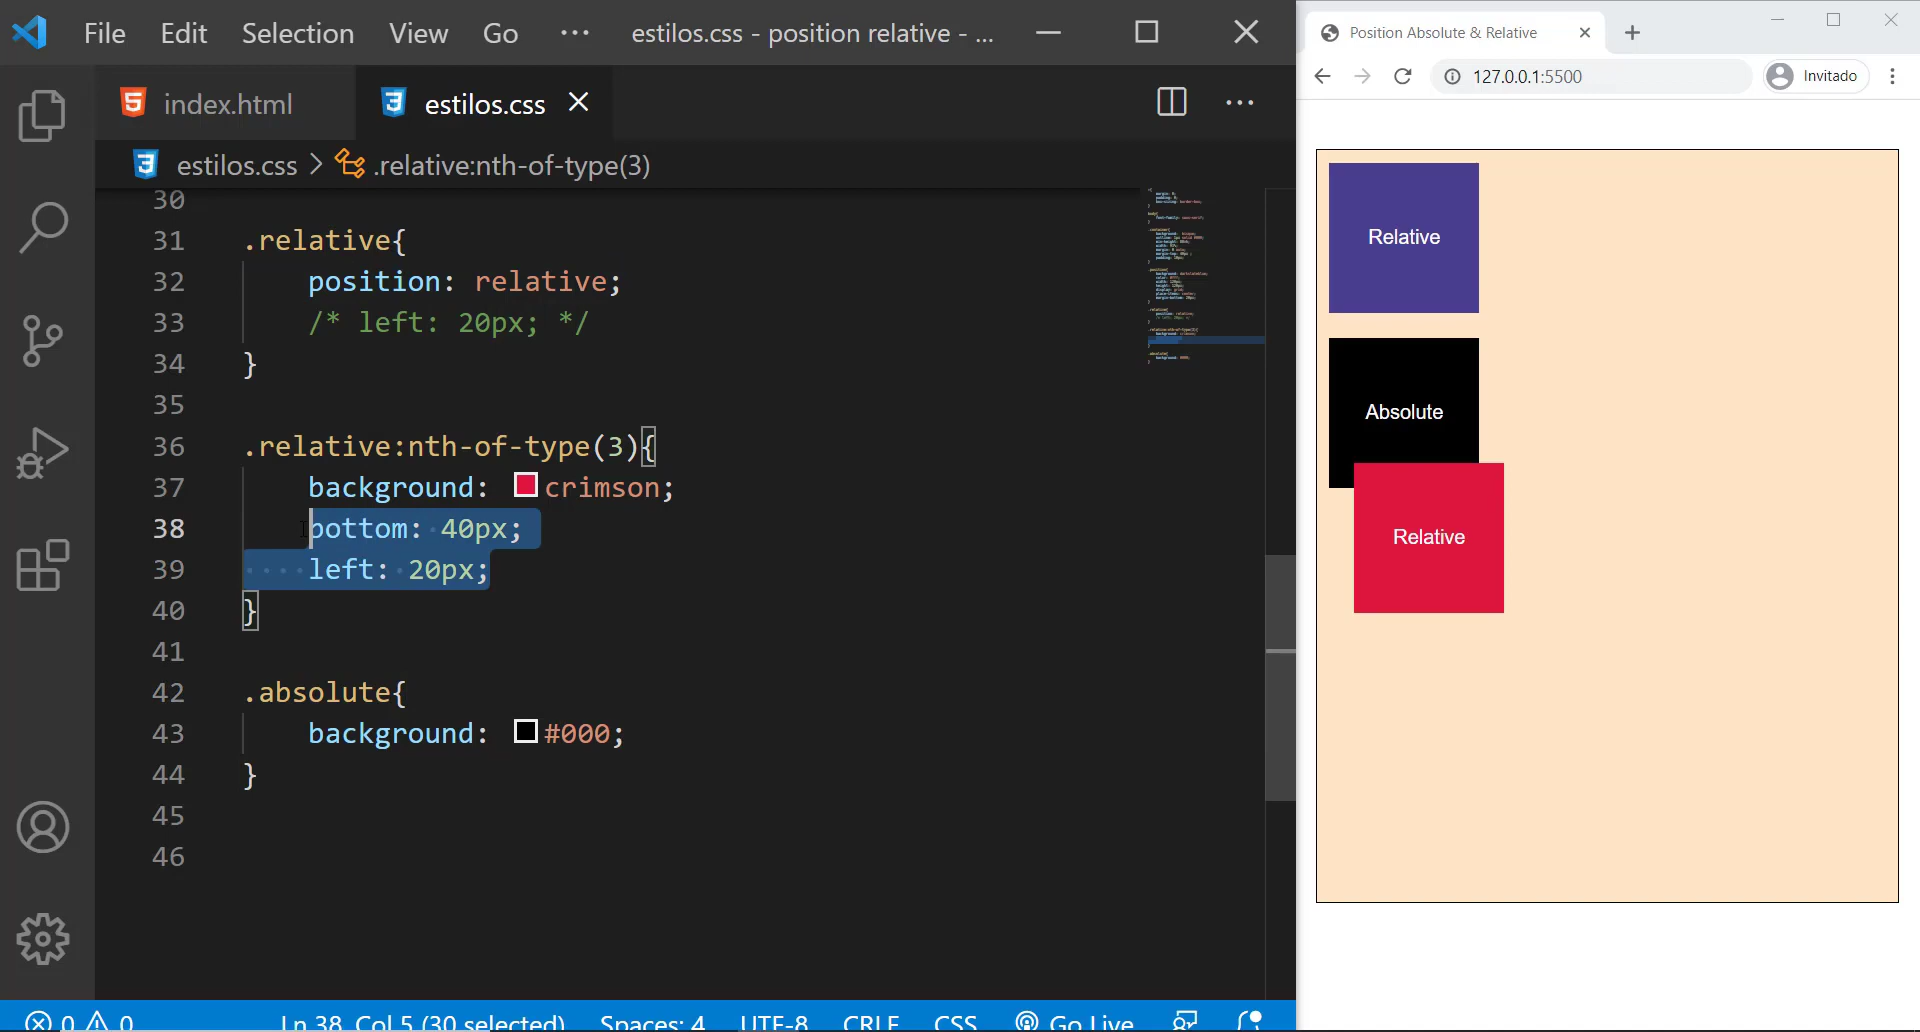 File Edit Selection View Go ··· estilos.css - position relative - ...
index.html estilos.css
estilos.css > .relative:nth-of-type(3)
30
31 .relative{
32 position: relative;
33 /* left: 20px; */
34 }
35
36 .relative:nth-of-type(3){
37 background: crimson;
38 bottom: 40px;
39 left: 20px;
40 }
41
42 .absolute{
43 background: #000;
44 }
45
46
0 0 Ln 38, Col 5 (30 selected) Spaces: 4 UTF-8 CRLF CSS Go Live
Position Absolute & Relative
127.0.0.1:5500 Invitado
Relative
Absolute
Relative